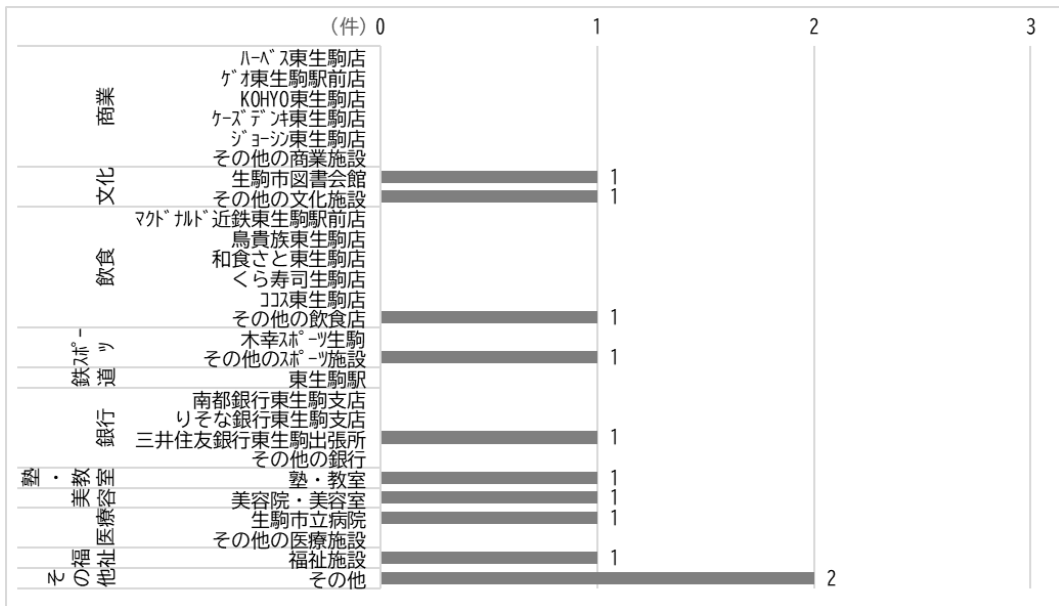 (件) 0 1 2 3
商業
ﾊｰﾍﾞｽ東生駒店
ｹﾞｵ東生駒駅前店
KOHYO東生駒店
ｹｰｽﾞﾃﾞﾝｷ東生駒店
ｼﾞｮｰｼﾝ東生駒店
その他の商業施設
文化
生駒市図書会館 1
その他の文化施設 1
飲食
ﾏｸﾄﾞﾅﾙﾄﾞ近鉄東生駒駅前店
鳥貴族東生駒店
和食さと東生駒店
くら寿司生駒店
ｺｺｽ東生駒店
その他の飲食店 1
ｽﾎﾟｰﾂ
木幸ｽﾎﾟｰﾂ生駒
その他のｽﾎﾟｰﾂ施設 1
鉄道
東生駒駅
銀行
南都銀行東生駒支店
りそな銀行東生駒支店
三井住友銀行東生駒出張所 1
その他の銀行
塾・教室
塾・教室 1
美容室
美容院・美容室 1
医療
生駒市立病院 1
その他の医療施設
福祉
福祉施設 1
その他
その他 2